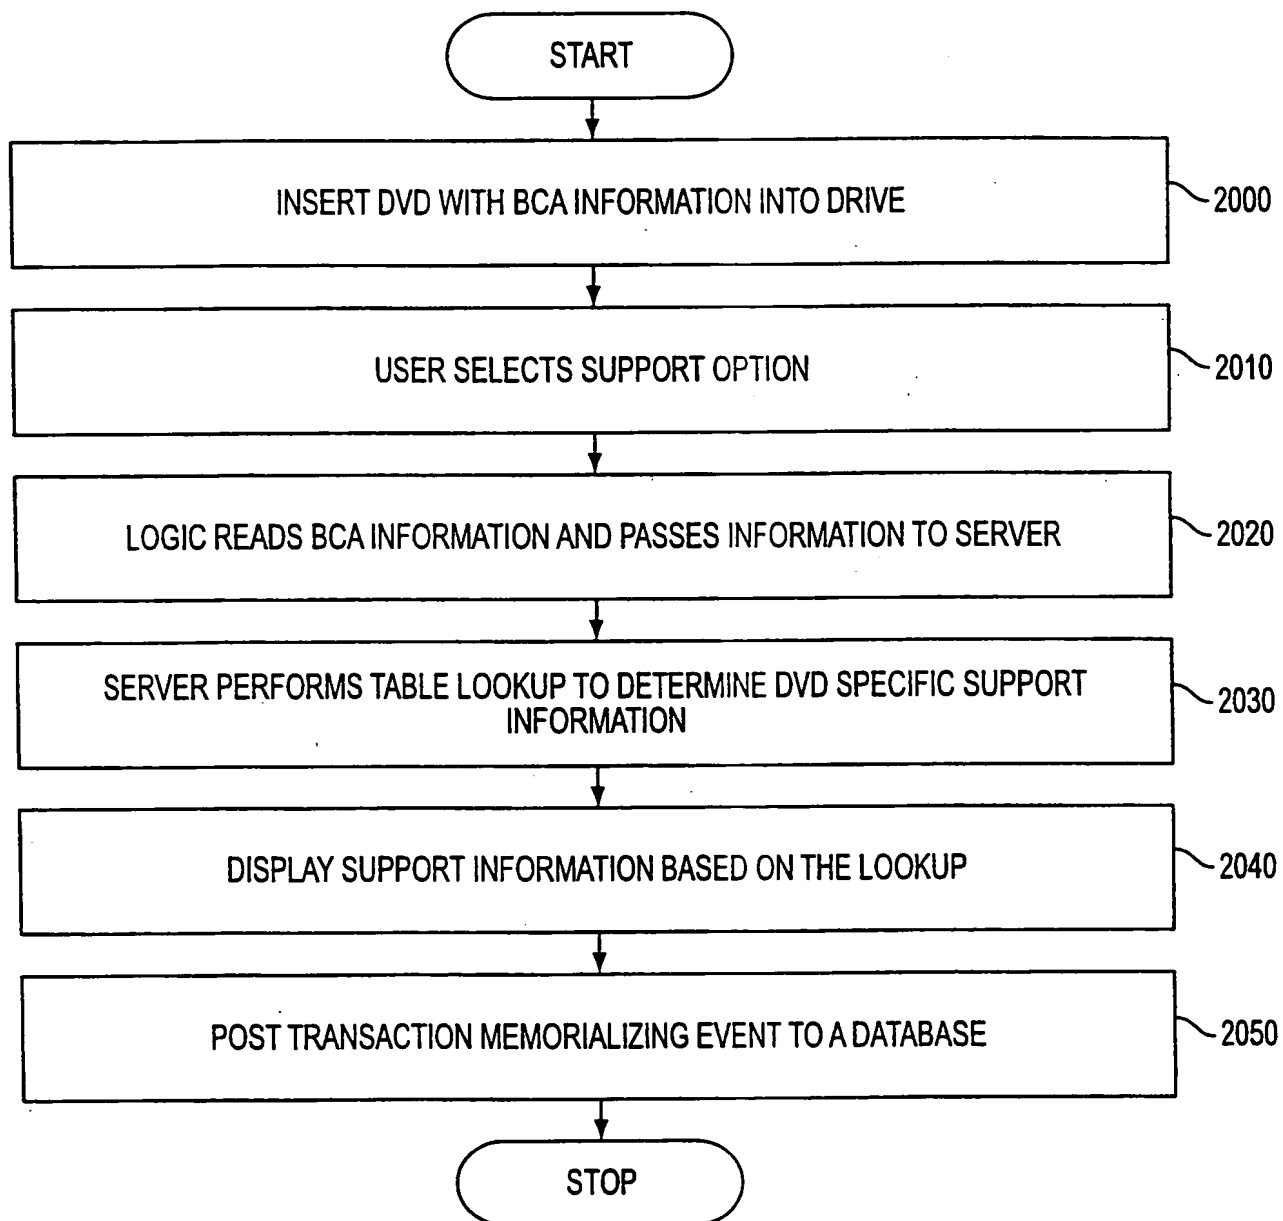 START
INSERT DVD WITH BCA INFORMATION INTO DRIVE
2000
USER SELECTS SUPPORT OPTION
2010
LOGIC READS BCA INFORMATION AND PASSES INFORMATION TO SERVER
2020
SERVER PERFORMS TABLE LOOKUP TO DETERMINE DVD SPECIFIC SUPPORT
INFORMATION
2030
DISPLAY SUPPORT INFORMATION BASED ON THE LOOKUP
2040
POST TRANSACTION MEMORIALIZING EVENT TO A DATABASE
2050
STOP